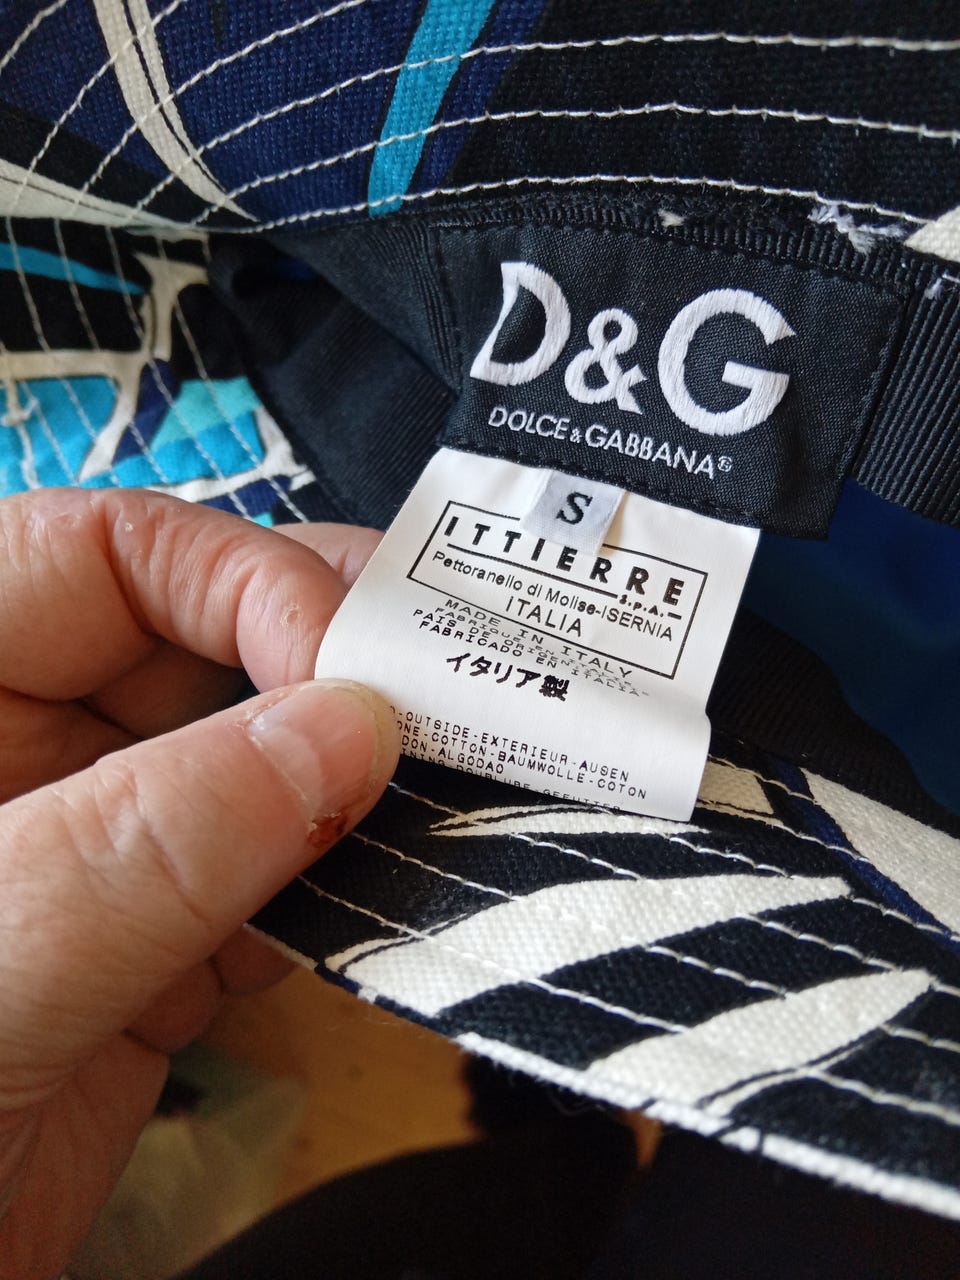 D&G
DOLCE&GABBANA®
S
ITTIERRE
S.P.A.
Pettoranello di Molise-ISERNIA
ITALIA
MADE IN ITALY
FABRIQUE EN ITALIE
PAIS DE ORIGEN ITALIA
FABRICADO EN ITALIA
イタリア製
-OUTSIDE-EXTERIEUR-AUSEN
-COTTON-BAUMWOLLE-COTON
-ALGODAO